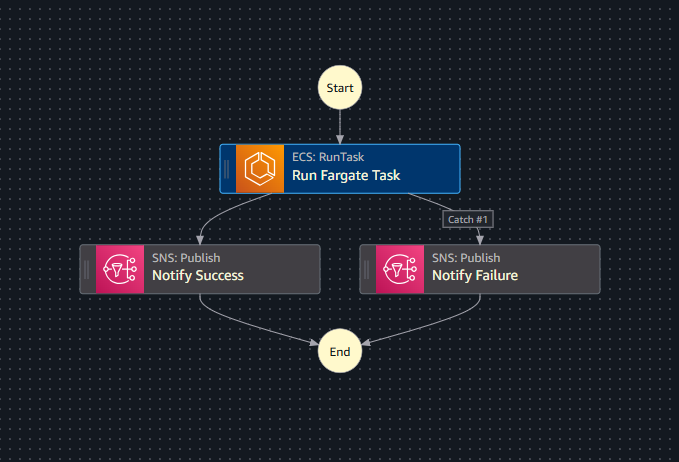 Start
ECS: RunTask
Run Fargate Task
Catch #1
SNS: Publish
Notify Success
SNS: Publish
Notify Failure
End